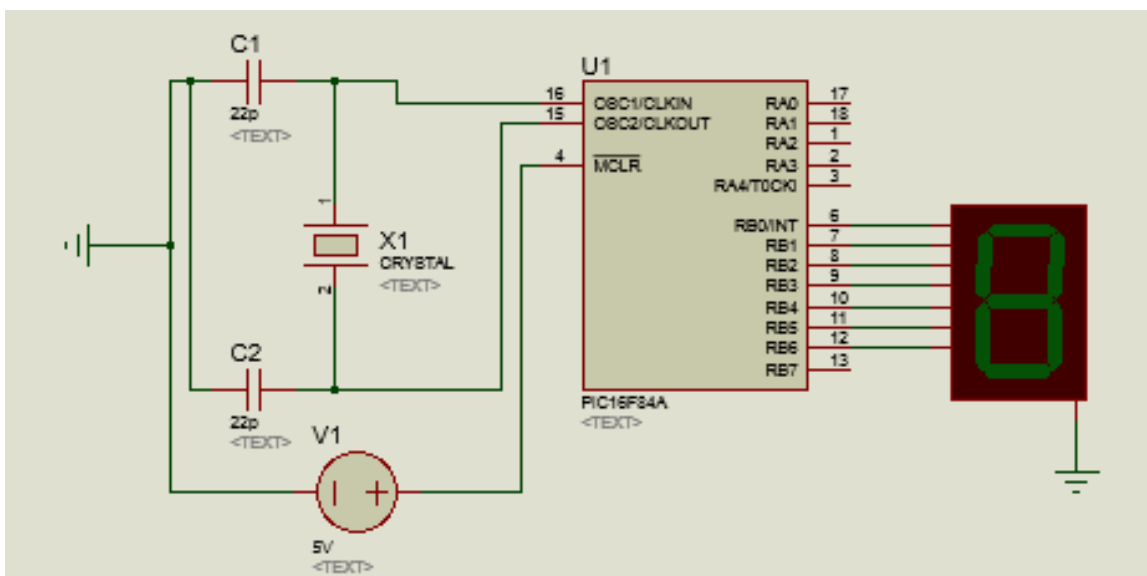 C1
22p
<TEXT>
1
X1
CRYSTAL
<TEXT>
2
C2
22p
<TEXT>
V1
5V
<TEXT>
U1
16 OSC1/CLKIN
15 OSC2/CLKOUT
4 MCLR
RA0 17
RA1 18
RA2 1
RA3 2
RA4/T0CKI 3
RB0/INT 6
RB1 7
RB2 8
RB3 9
RB4 10
RB5 11
RB6 12
RB7 13
PIC16F84A
<TEXT>